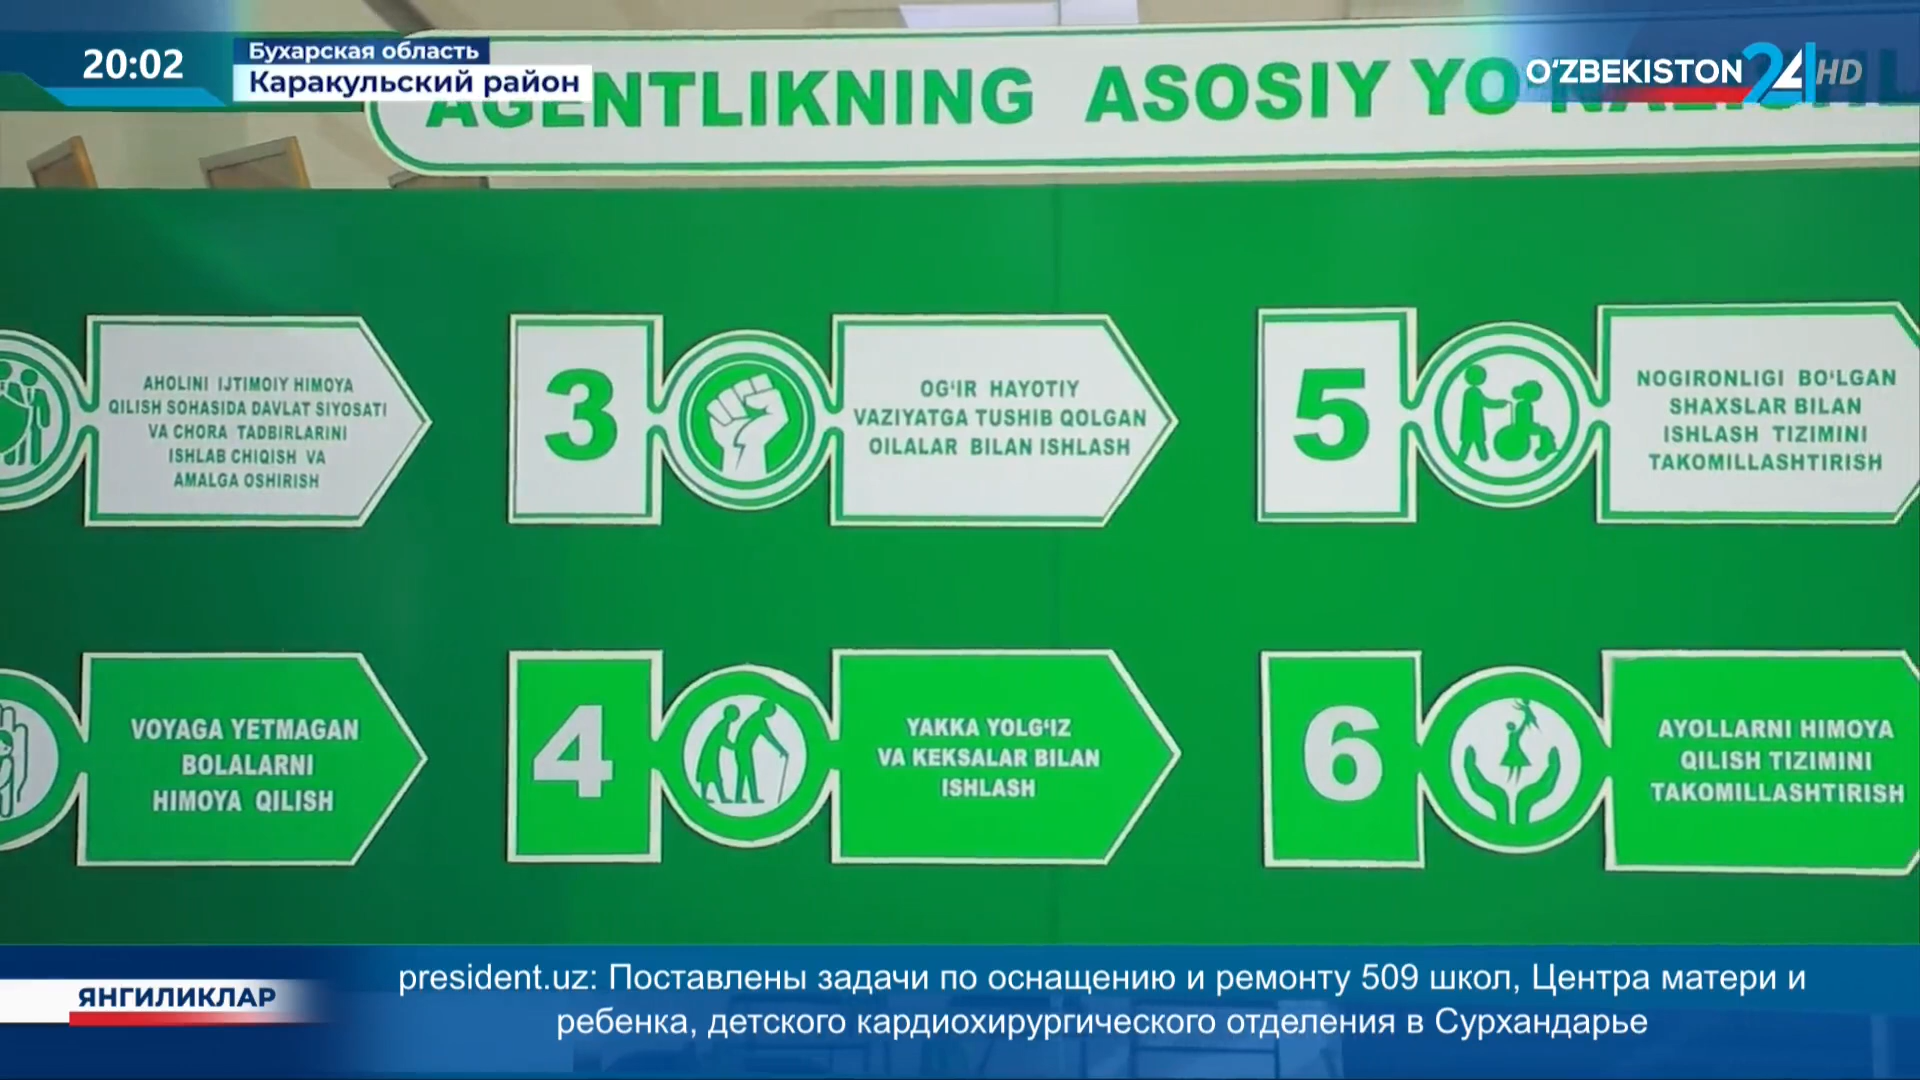 20:02
Бухарская область
Каракульский район
O‘ZBEKISTON 24 HD
AGENTLIKNING ASOSIY
AHOLINI IJTIMOIY HIMOYA
QILISH SOHASIDA DAVLAT SIYOSATI
VA CHORA TADBIRLARINI
ISHLAB CHIQISH VA
AMALGA OSHIRISH
3
OG‘IR HAYOTIY
VAZIYATGA TUSHIB QOLGAN
OILALAR BILAN ISHLASH
5
NOGIRONLIGI BO‘LGAN
SHAXSLAR BILAN
ISHLASH TIZIMINI
TAKOMILLASHTIRISH
VOYAGA YETMAGAN
BOLALARNI
HIMOYA QILISH
4
YAKKA YOLG‘IZ
VA KEKSALAR BILAN
ISHLASH
6
AYOLLARNI HIMOYA
QILISH TIZIMINI
TAKOMILLASHTIRISH
ЯНГИЛИКЛАР
president.uz: Поставлены задачи по оснащению и ремонту 509 школ, Центра матери и
ребенка, детского кардиохирургического отделения в Сурхандарье